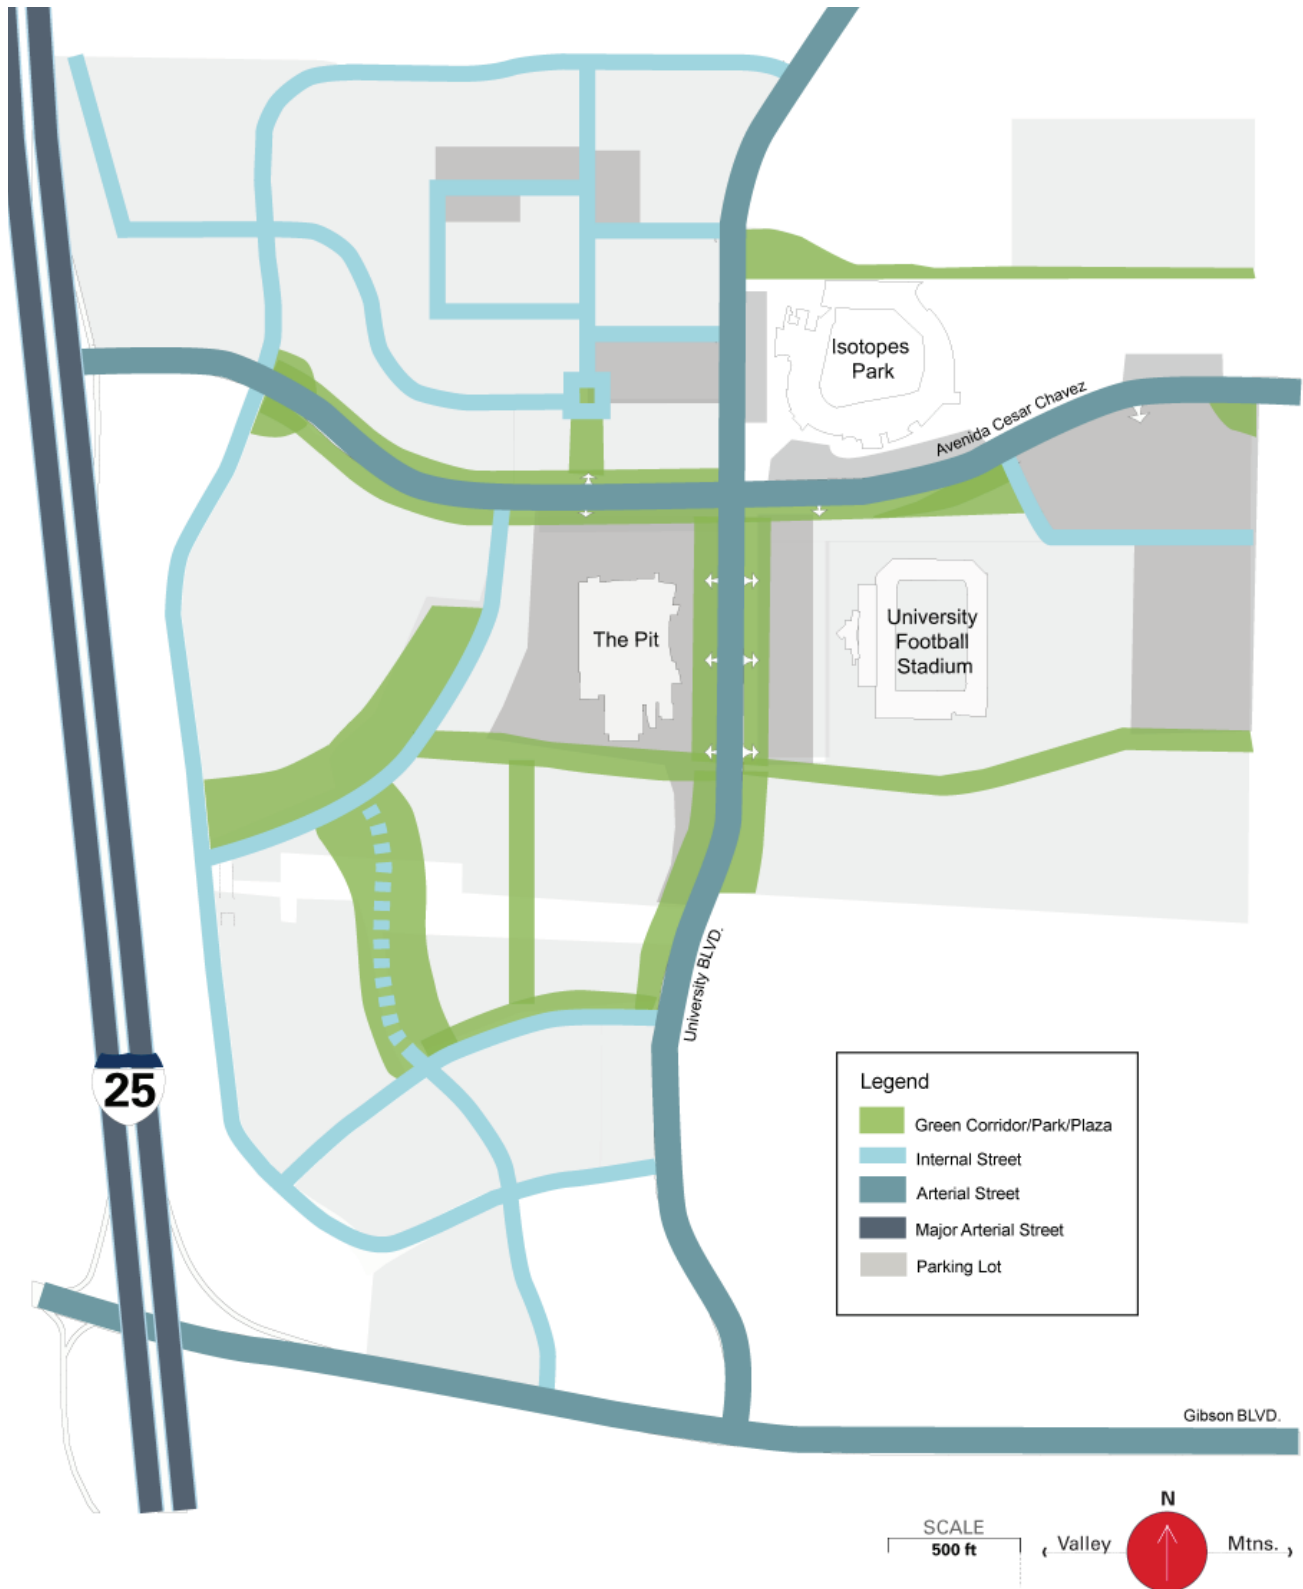 Isotopes
Park
Avenida Cesar Chavez
The Pit
University
Football
Stadium
University BLVD.
25
Legend
Green Corridor/Park/Plaza
Internal Street
Arterial Street
Major Arterial Street
Parking Lot
Gibson BLVD.
N
SCALE
500 ft
Valley
Mtns.